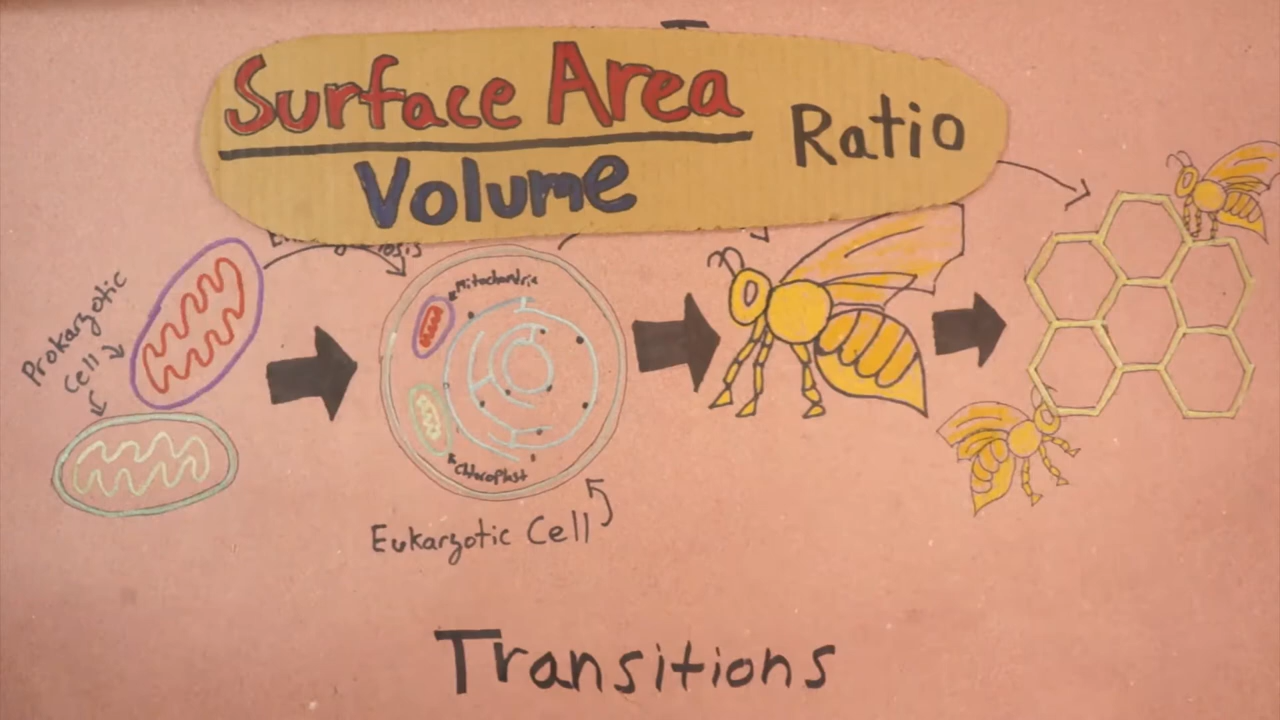 Surface Area
Volume
Ratio
Prokaryotic
Cell
Mitochondria
Chloroplast
Eukaryotic Cell
Transitions